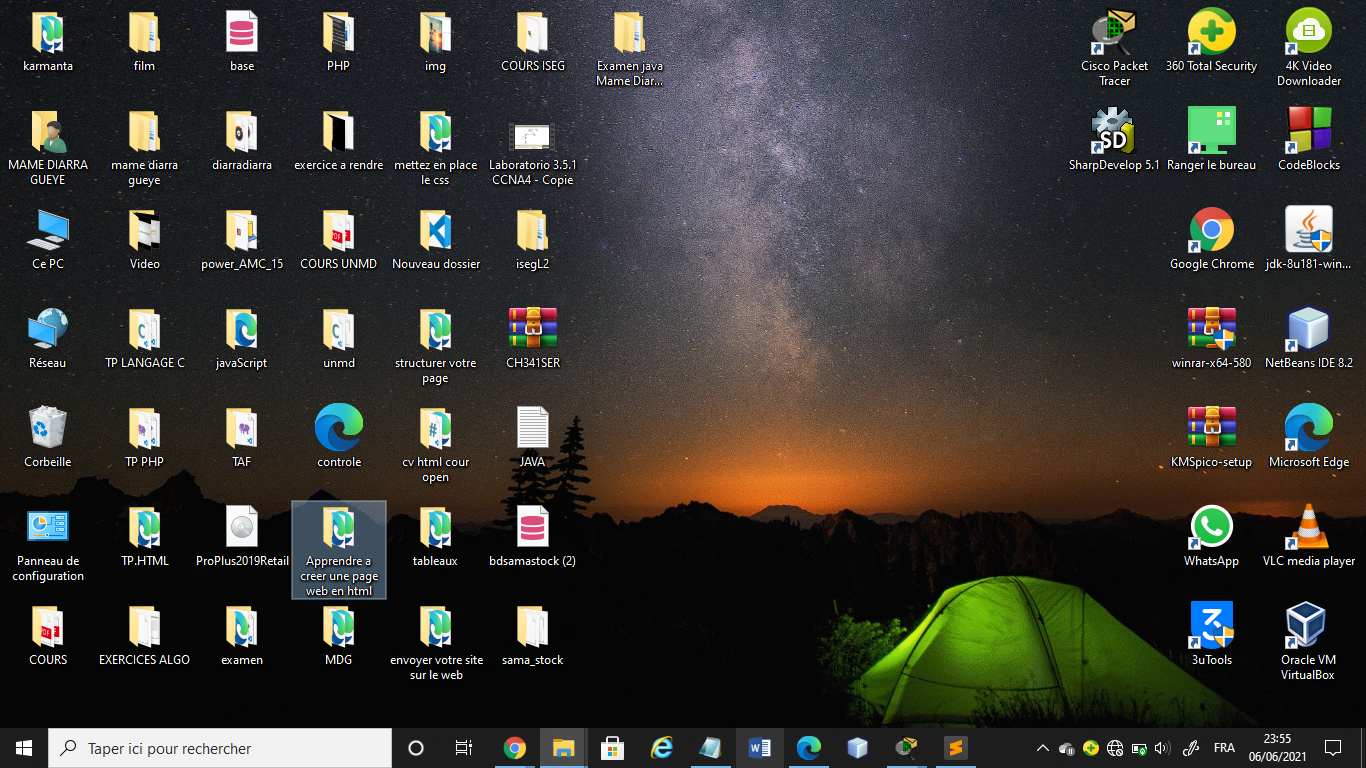 karmanta
film
base
PHP
img
COURS ISEG
Examen java
Mame Diar...
Cisco Packet
Tracer
360 Total Security
4K Video
Downloader
MAME DIARRA
GUEYE
mame diarra
gueye
diarradiarra
exercice a rendre
mettez en place
le css
Laboratorio 3.5.1
CCNA4 - Copie
SD
SharpDevelop 5.1
Ranger le bureau
CodeBlocks
Ce PC
Video
power_AMC_15
PDF
COURS UNMD
Nouveau dossier
isegL2
Google Chrome
jdk-8u181-win...
Réseau
C
TP LANGAGE C
javaScript
C
unmd
structurer votre
page
CH341SER
winrar-x64-580
NetBeans IDE 8.2
Corbeille
TP PHP
TAF
controle
#
cv html cour
open
JAVA
KMSpico-setup
Microsoft Edge
Panneau de
configuration
TP.HTML
ProPlus2019Retail
Apprendre a
creer une page
web en html
tableaux
bdsamastock (2)
WhatsApp
VLC media player
PDF
COURS
EXERCICES ALGO
examen
MDG
envoyer votre site
sur le web
sama_stock
3uTools
Oracle VM
VirtualBox
Taper ici pour rechercher
FRA
23:55
06/06/2021